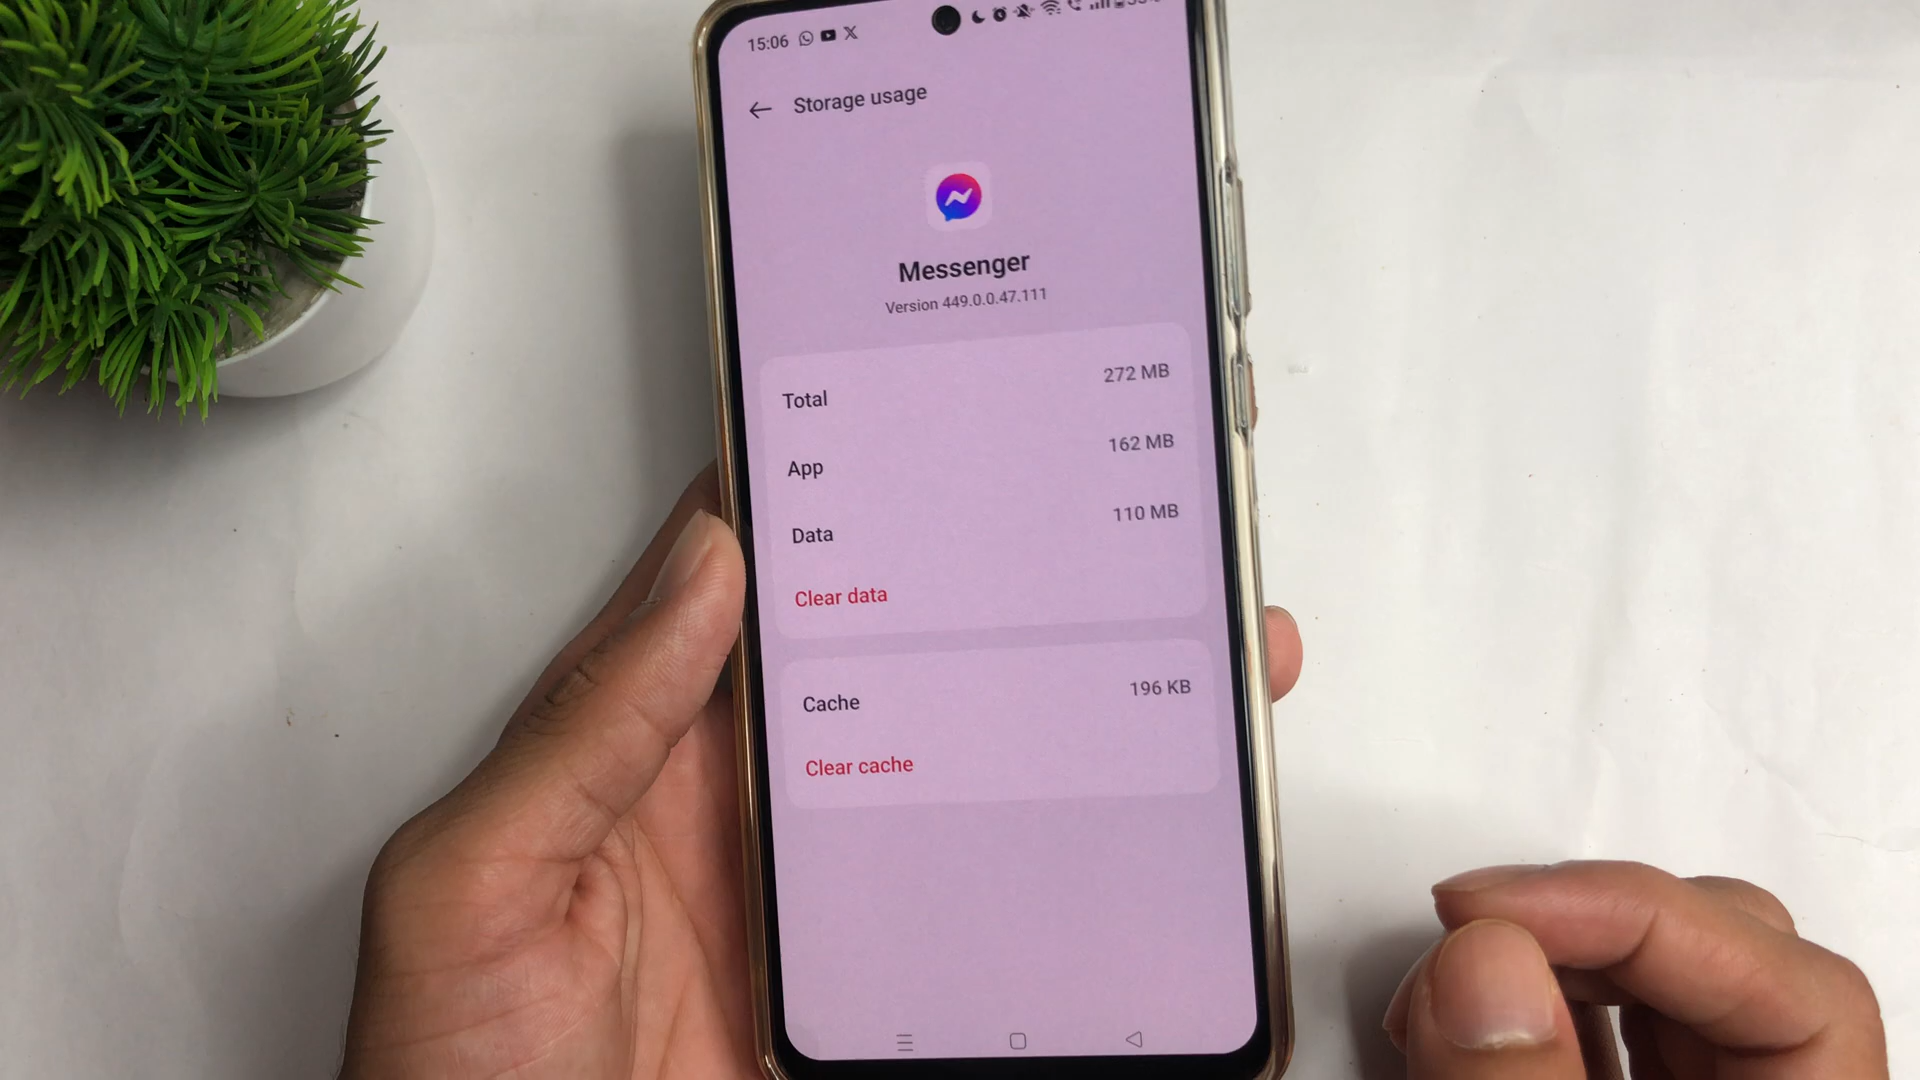 15:06
Storage usage
Messenger
Version 449.0.0.47.111
Total 272 MB
App 162 MB
Data 110 MB
Clear data
Cache 196 KB
Clear cache